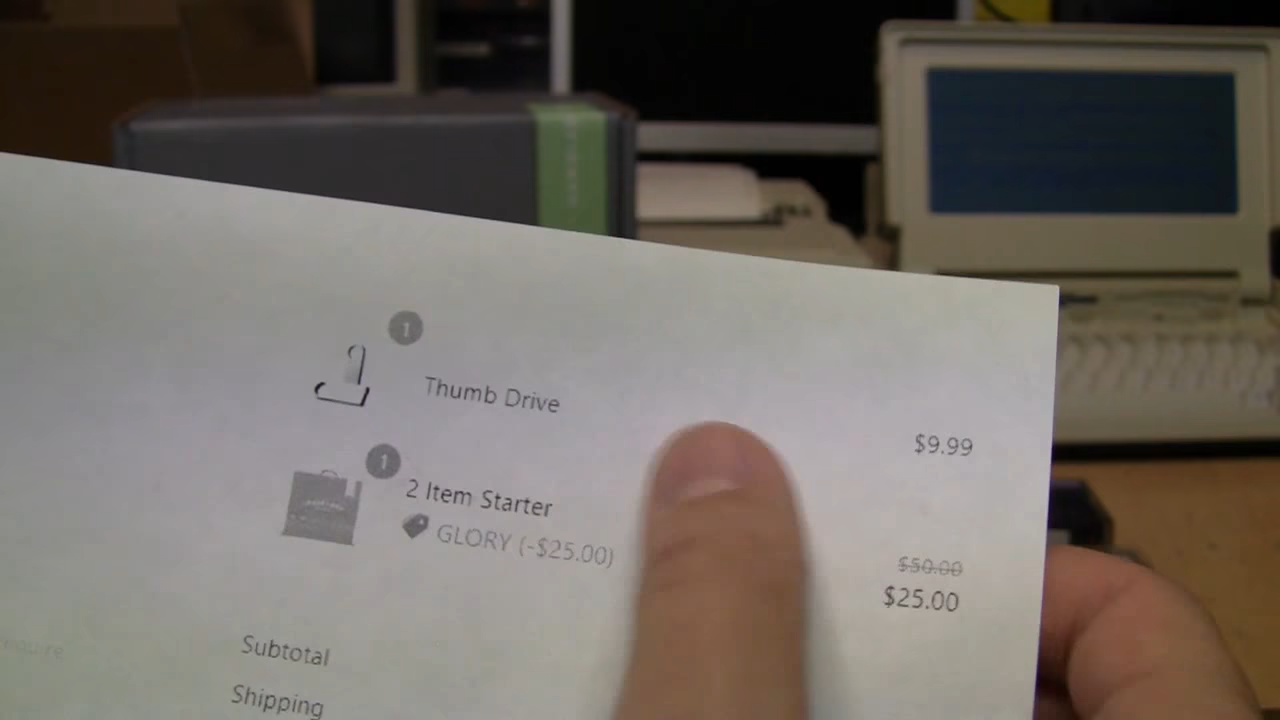 1
Thumb Drive
$9.99
1
2 Item Starter
GLORY (-$25.00)
$50.00
$25.00
Subtotal
Shipping